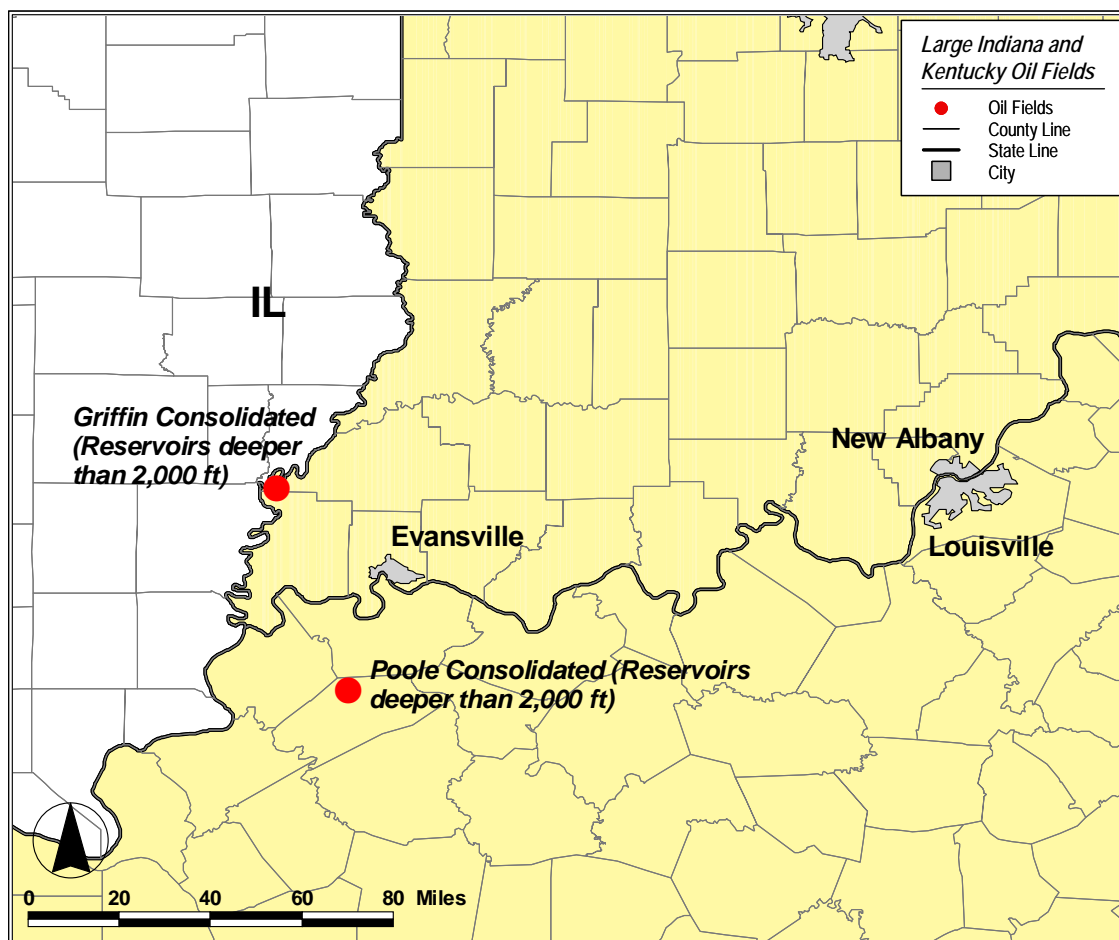 Large Indiana and
Kentucky Oil Fields
Oil Fields
County Line
State Line
City
IL
Griffin Consolidated
(Reservoirs deeper
than 2,000 ft)
New Albany
Evansville
Louisville
Poole Consolidated (Reservoirs
deeper than 2,000 ft)
0 20 40 60 80 Miles